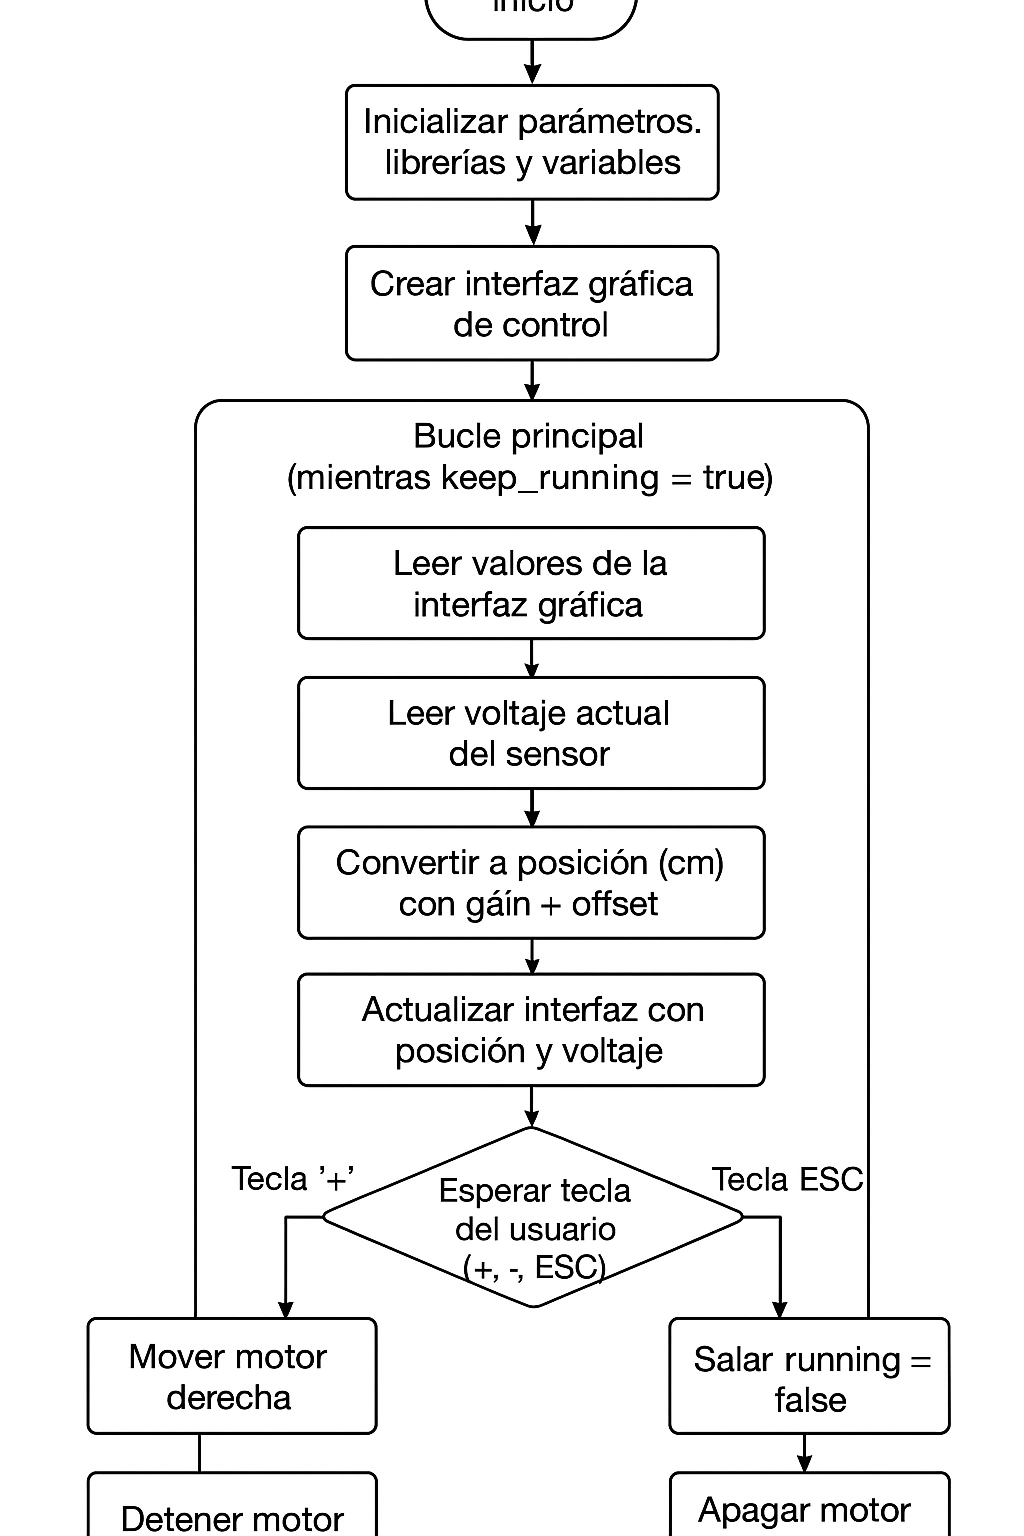 inicio
Inicializar parámetros.
librerías y variables
Crear interfaz gráfica
de control
Bucle principal
(mientras keep_running = true)
Leer valores de la
interfaz gráfica
Leer voltaje actual
del sensor
Convertir a posición (cm)
con gáín + offset
Actualizar interfaz con
posición y voltaje
Tecla ’+’
Esperar tecla
del usuario
(+, -, ESC)
Tecla ESC
Mover motor
derecha
Salar running =
false
Detener motor
Apagar motor